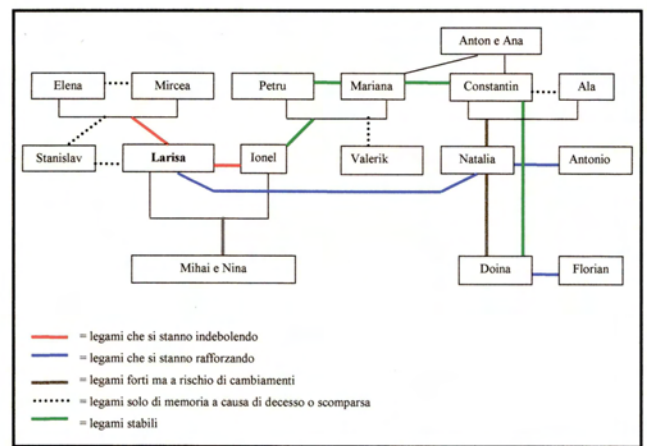 Anton e Ana
Elena
Mircea
Petru
Mariana
Constantin
Ala
Stanislav
Larisa
Ionel
Valerik
Natalia
Antonio
Mihai e Nina
Doina
Florian
= legami che si stanno indebolendo
= legami che si stanno rafforzando
= legami forti ma a rischio di cambiamenti
= legami solo di memoria a causa di decesso o scomparsa
= legami stabili